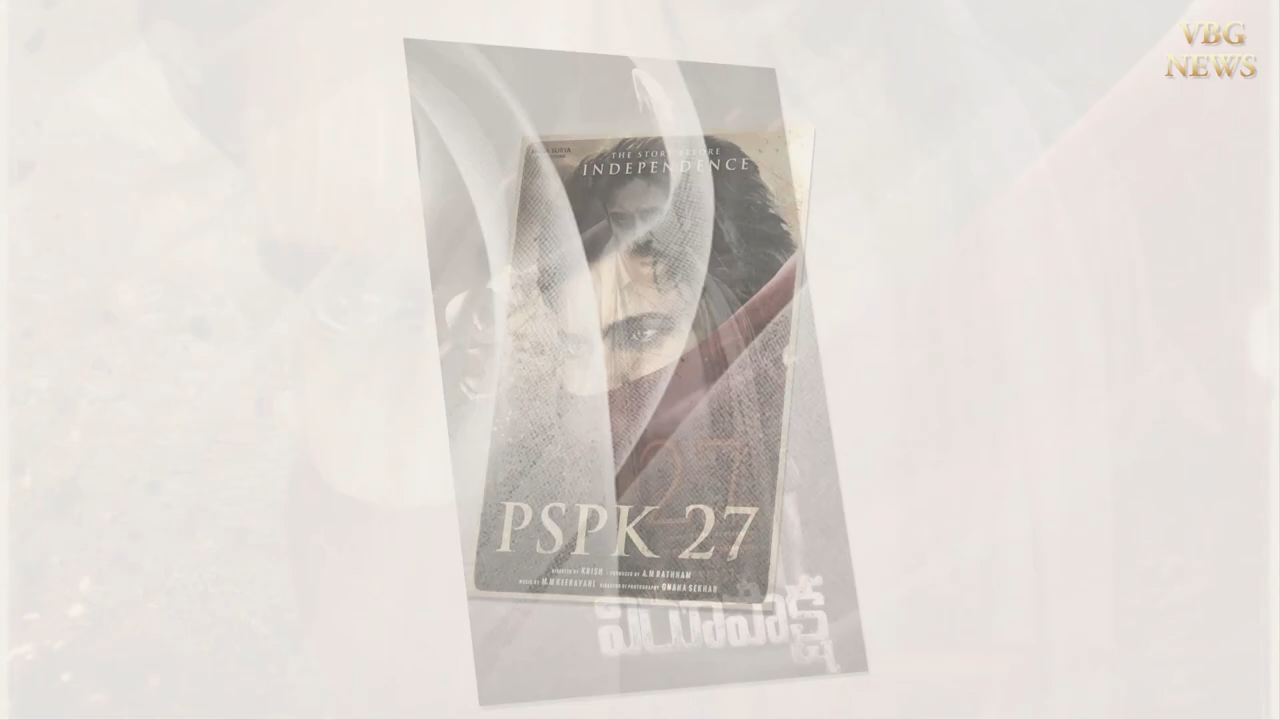 VBG
NEWS
THE STORY BEFORE
INDEPENDENCE
27
PSPK 27
DIRECTED BY KRISH PRODUCED BY A.M RATHNAM
MUSIC BY M.M KEERAVANI DIRECTOR OF PHOTOGRAPHY GNANA SEKHAR
విరూపాక్ష